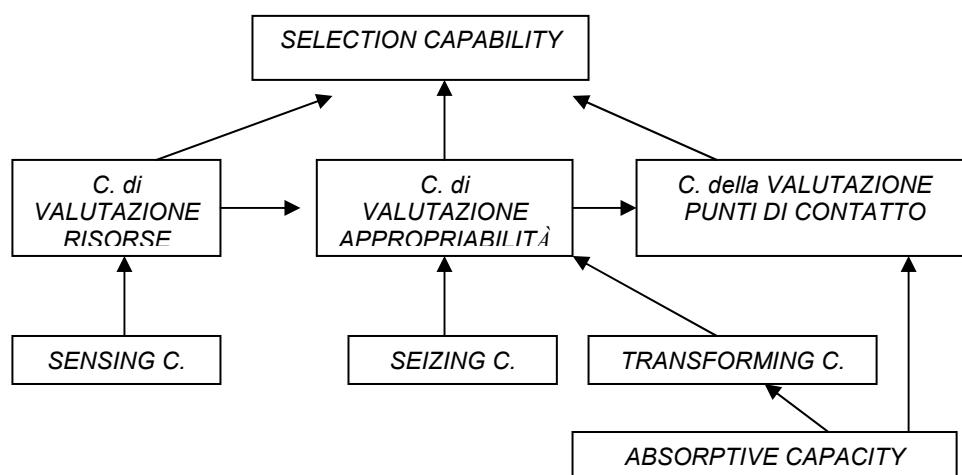 SELECTION CAPABILITY
C. di
VALUTAZIONE
RISORSE
C. di
VALUTAZIONE
APPROPRIABILITÀ
C. della VALUTAZIONE
PUNTI DI CONTATTO
SENSING C.
SEIZING C.
TRANSFORMING C.
ABSORPTIVE CAPACITY